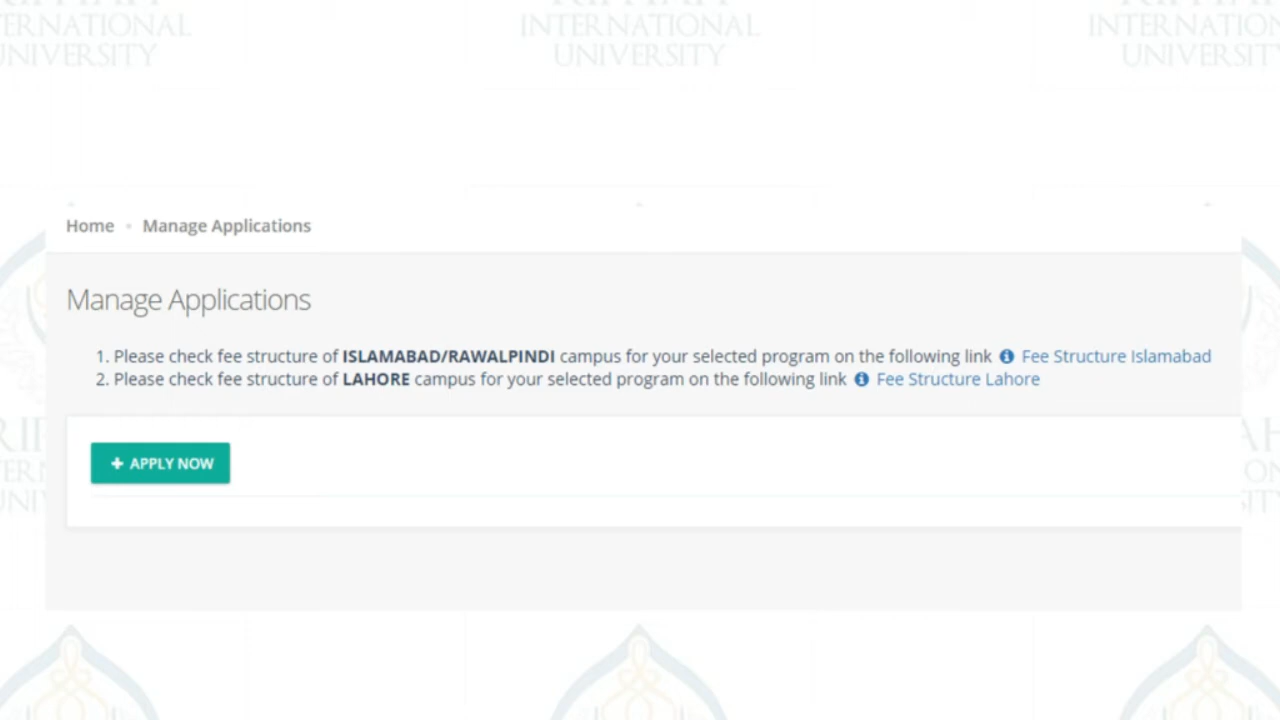 INTERNATIONAL
UNIVERSITY
Home • Manage Applications
Manage Applications
1. Please check fee structure of ISLAMABAD/RAWALPINDI campus for your selected program on the following link Fee Structure Islamabad
2. Please check fee structure of LAHORE campus for your selected program on the following link Fee Structure Lahore
+ APPLY NOW